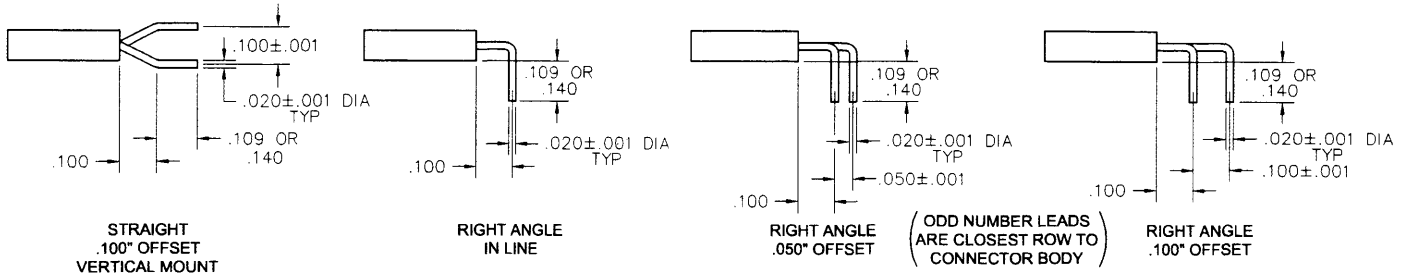 .100±.001
.020±.001 DIA
TYP
.109 OR
.140
.100
STRAIGHT
.100" OFFSET
VERTICAL MOUNT
.109 OR
.140
.020±.001 DIA
TYP
.100
RIGHT ANGLE
IN LINE
.109 OR
.140
.020±.001 DIA
TYP
.050±.001
.100
RIGHT ANGLE
.050" OFFSET
(ODD NUMBER LEADS
ARE CLOSEST ROW TO
CONNECTOR BODY)
.109 OR
.140
.020±.001 DIA
TYP
.100±.001
.100
RIGHT ANGLE
.100" OFFSET